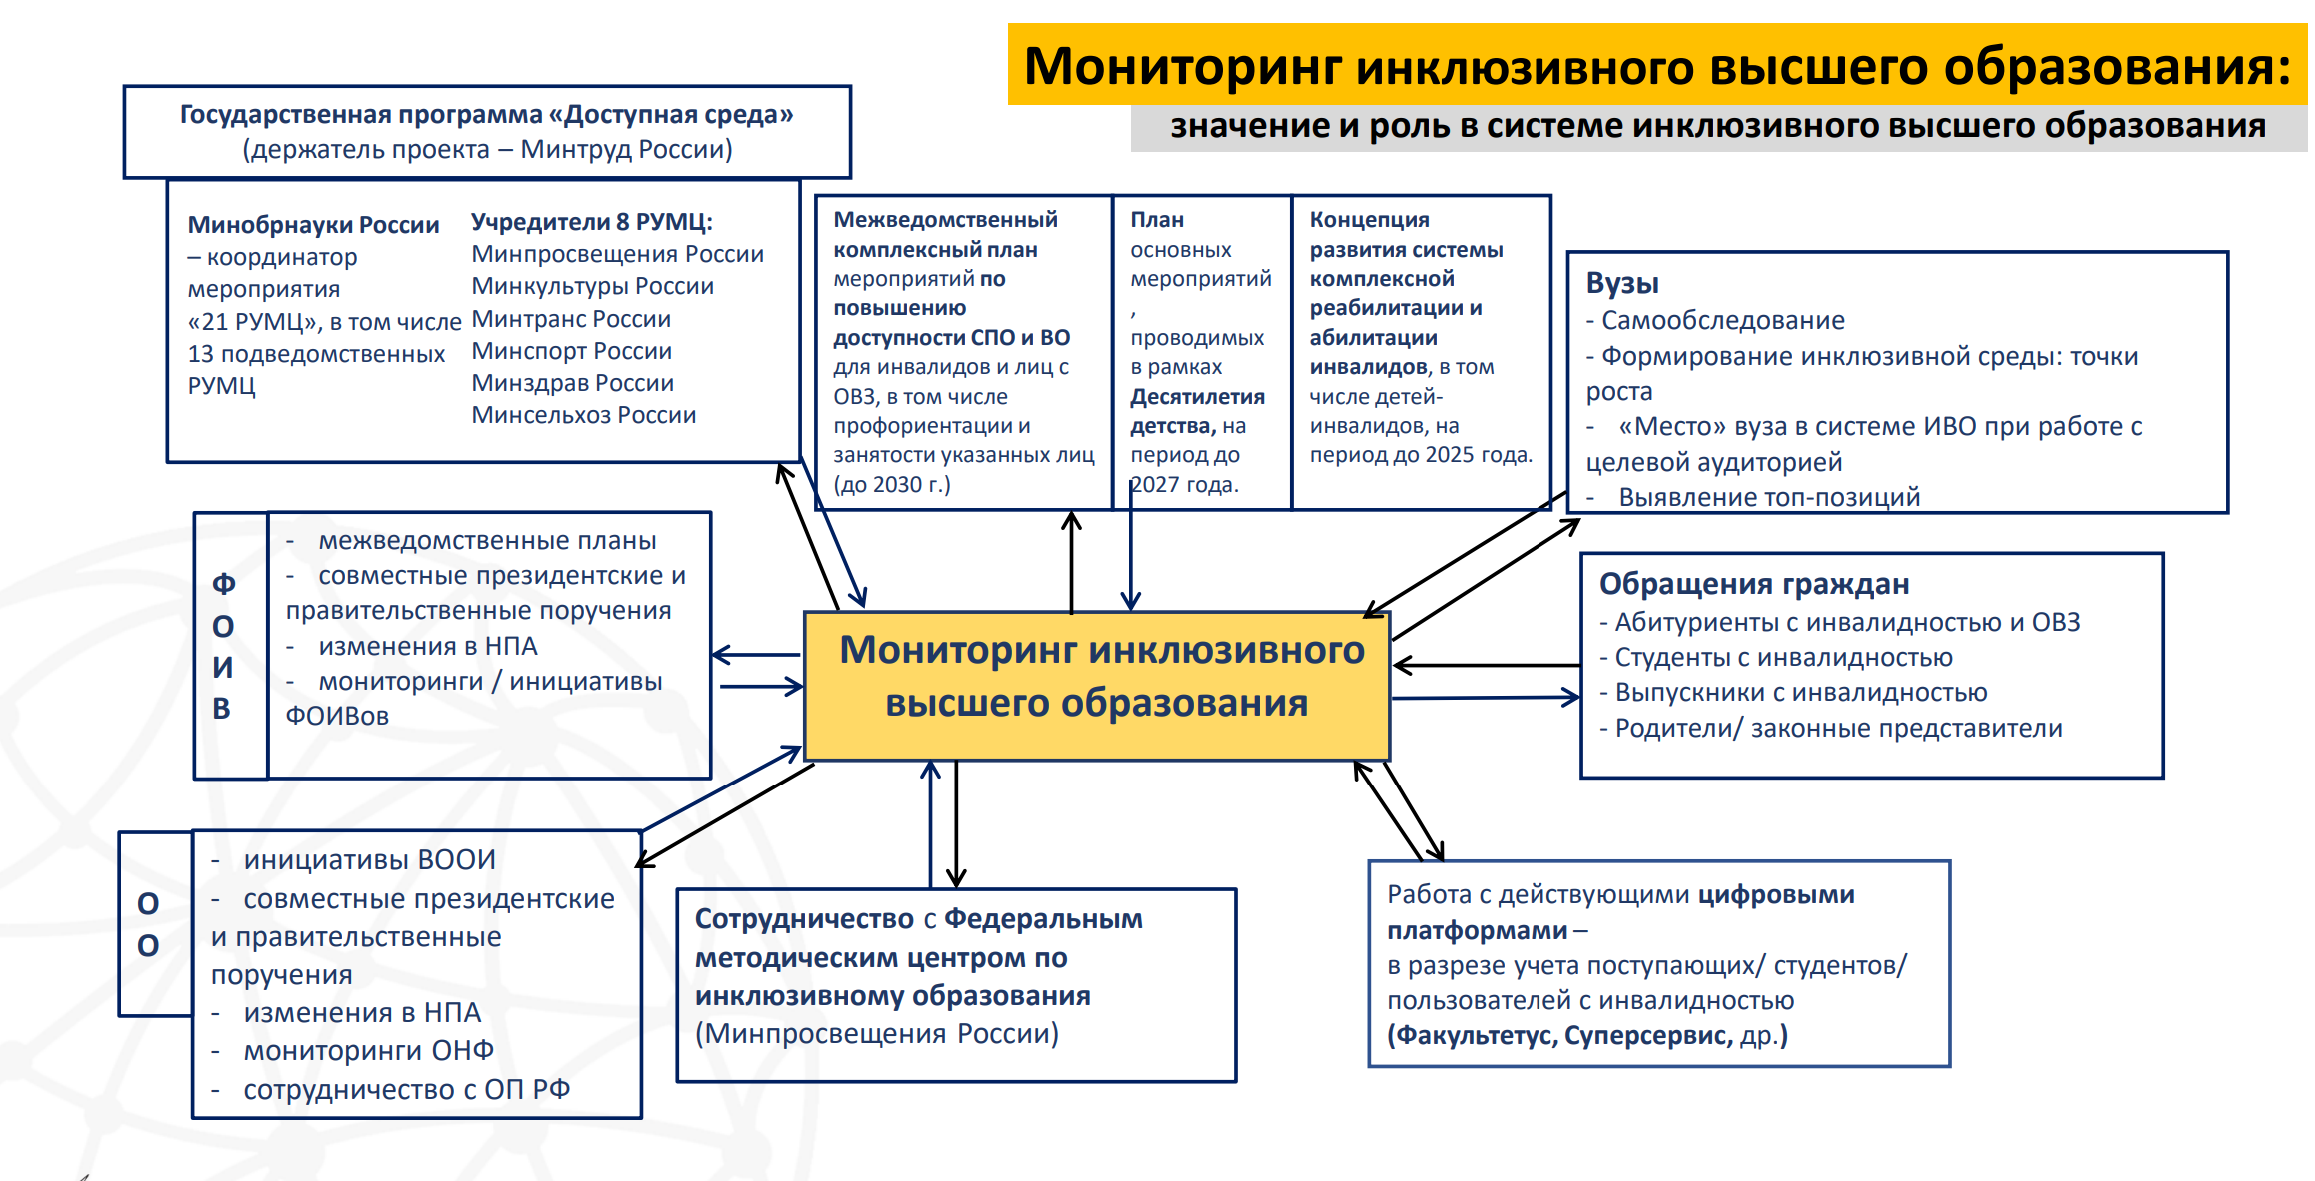 Мониторинг инклюзивного высшего образования:
значение и роль в системе инклюзивного высшего образования
Государственная программа «Доступная среда»
(держатель проекта – Минтруд России)
Минобрнауки России
– координатор
мероприятия
«21 РУМЦ», в том числе
13 подведомственных
РУМЦ
Учредители 8 РУМЦ:
Минпросвещения России
Минкультуры России
Минтранс России
Минспорт России
Минздрав России
Минсельхоз России
Межведомственный
комплексный план
мероприятий по
повышению
доступности СПО и ВО
для инвалидов и лиц с
ОВЗ, в том числе
профориентации и
занятости указанных лиц
(до 2030 г.)
План
основных
мероприятий
,
проводимых
в рамках
Десятилетия
детства, на
период до
2027 года.
Концепция
развития системы
комплексной
реабилитации и
абилитации
инвалидов, в том
числе детей-
инвалидов, на
период до 2025 года.
Вузы
- Самообследование
- Формирование инклюзивной среды: точки
роста
- «Место» вуза в системе ИВО при работе с
целевой аудиторией
- Выявление топ-позиций
Ф
О
И
В
- межведомственные планы
- совместные президентские и
правительственные поручения
- изменения в НПА
- мониторинги / инициативы
ФОИВов
Мониторинг инклюзивного
высшего образования
Обращения граждан
- Абитуриенты с инвалидностью и ОВЗ
- Студенты с инвалидностью
- Выпускники с инвалидностью
- Родители/ законные представители
О
О
- инициативы ВООИ
- совместные президентские
и правительственные
поручения
- изменения в НПА
- мониторинги ОНФ
- сотрудничество с ОП РФ
Сотрудничество с Федеральным
методическим центром по
инклюзивному образования
(Минпросвещения России)
Работа с действующими цифровыми
платформами –
в разрезе учета поступающих/ студентов/
пользователей с инвалидностью
(Факультетус, Суперсервис, др.)